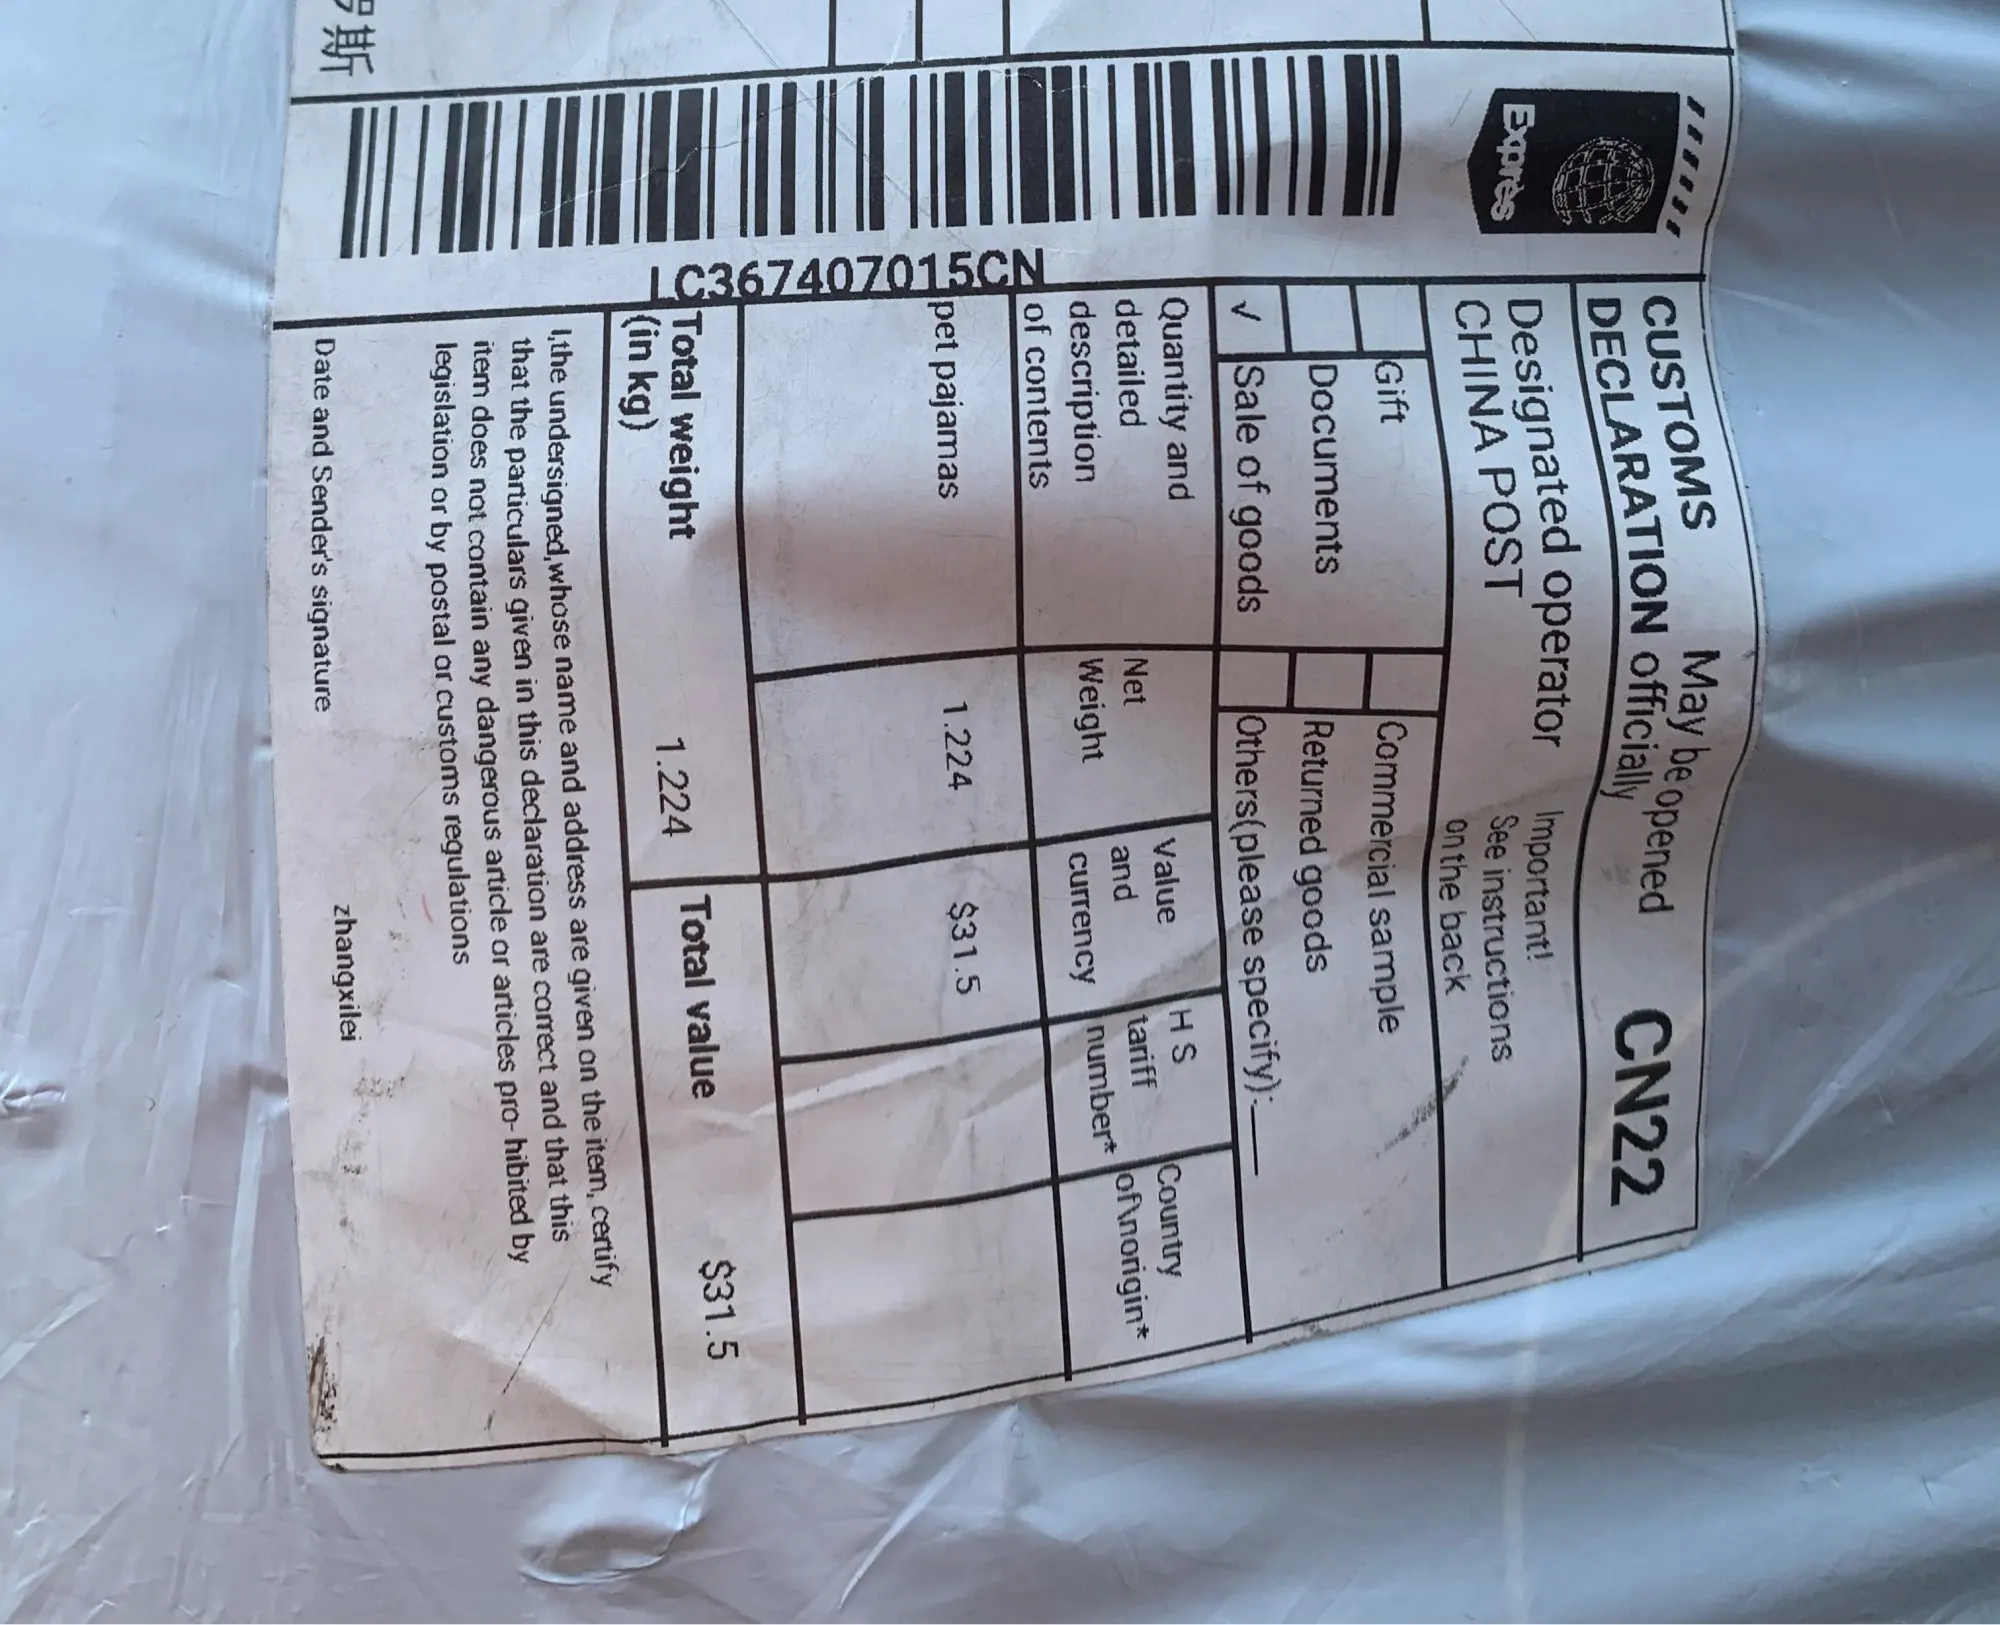 斯
Exprès
LC367407015CN
CUSTOMS May be opened
DECLARATION officially CN22
Designated operator Important!
CHINA POST See instructions
on the back
Gift Commercial sample
Documents Returned goods
√ Sale of goods Others(please specify):____
Quantity and
detailed
description
of contents
Net
Weight
Value
and
currency
H S
tariff
number*
Country
of\norigin*
pet pajamas 1.224 $31.5
Total weight
(in kg) 1.224 Total value $31.5
I,the undersigned,whose name and address are given on the item, certify
that the particulars given in this declaration are correct and that this
item does not contain any dangerous article or articles pro- hibited by
legislation or by postal or customs regulations
Date and Sender's signature zhangxilei